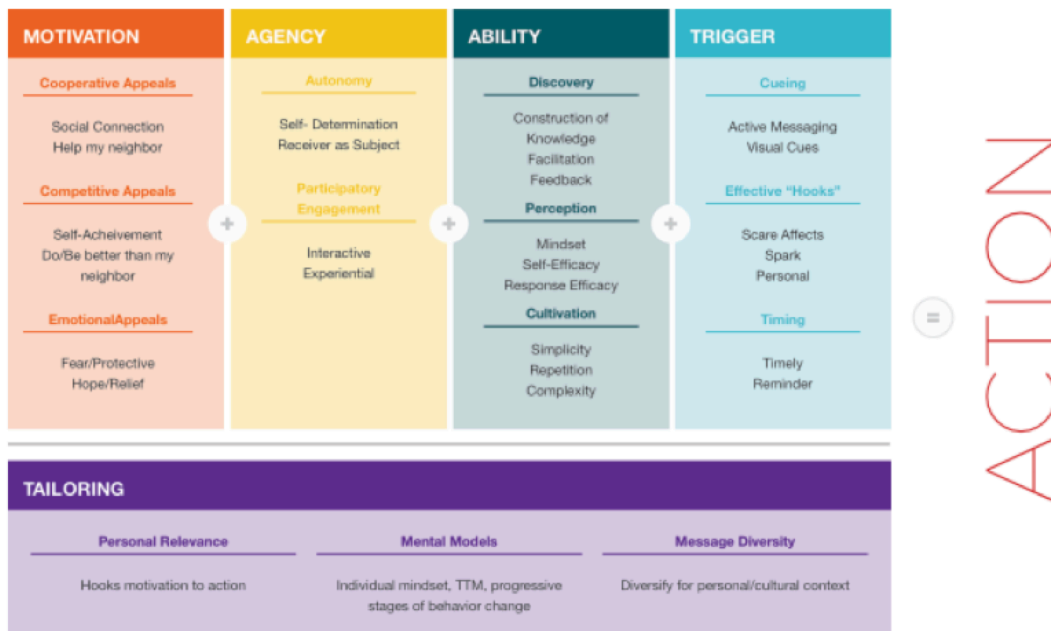 MOTIVATION
Cooperative Appeals
Social Connection
Help my neighbor
Competitive Appeals
Self-Acheivement
Do/Be better than my
neighbor
EmotionalAppeals
Fear/Protective
Hope/Relief
+
AGENCY
Autonomy
Self- Determination
Receiver as Subject
Participatory
Engagement
Interactive
Experiential
+
ABILITY
Discovery
Construction of
Knowledge
Facilitation
Feedback
Perception
Mindset
Self-Efficacy
Response Efficacy
Cultivation
Simplicity
Repetition
Complexity
+
TRIGGER
Cueing
Active Messaging
Visual Cues
Effective “Hooks”
Scare Affects
Spark
Personal
Timing
Timely
Reminder
=
ACTION
TAILORING
Personal Relevance
Hooks motivation to action
Mental Models
Individual mindset, TTM, progressive
stages of behavior change
Message Diversity
Diversify for personal/cultural context